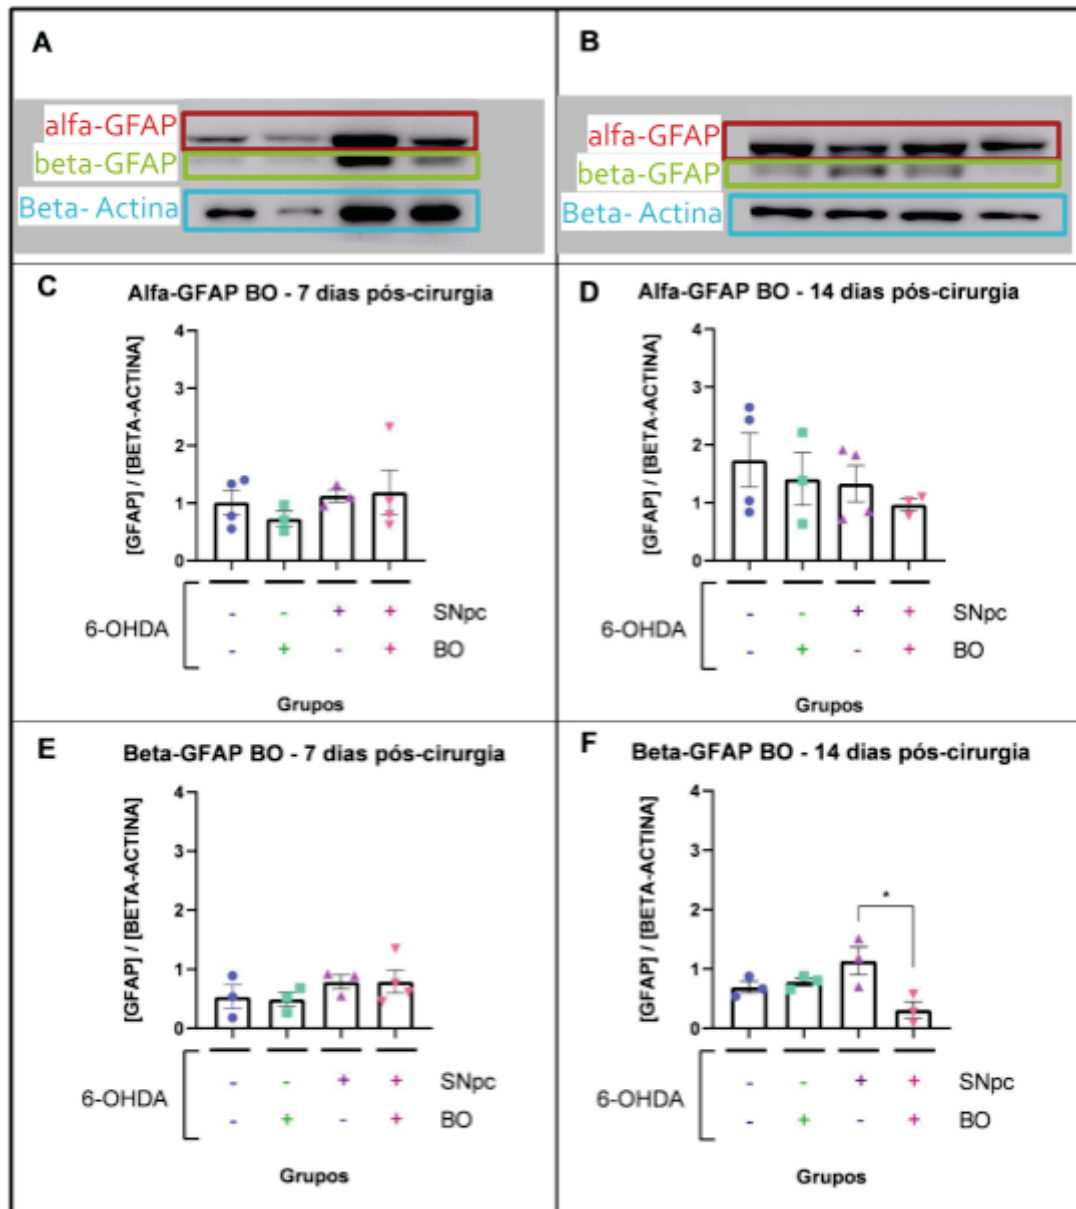 A
alfa-GFAP
beta-GFAP
Beta- Actina
B
alfa-GFAP
beta-GFAP
Beta- Actina
C
Alfa-GFAP BO - 7 dias pós-cirurgia
[GFAP] / [BETA-ACTINA]
4
3
2
1
0
6-OHDA
- - + + SNpc
- + - + BO
Grupos
D
Alfa-GFAP BO - 14 dias pós-cirurgia
[GFAP] / [BETA-ACTINA]
4
3
2
1
0
6-OHDA
- - + + SNpc
- + - + BO
Grupos
E
Beta-GFAP BO - 7 dias pós-cirurgia
[GFAP] / [BETA-ACTINA]
4
3
2
1
0
6-OHDA
- - + + SNpc
- + - + BO
Grupos
F
Beta-GFAP BO - 14 dias pós-cirurgia
[GFAP] / [BETA-ACTINA]
4
3
2
1
0
*
6-OHDA
- - + + SNpc
- + - + BO
Grupos